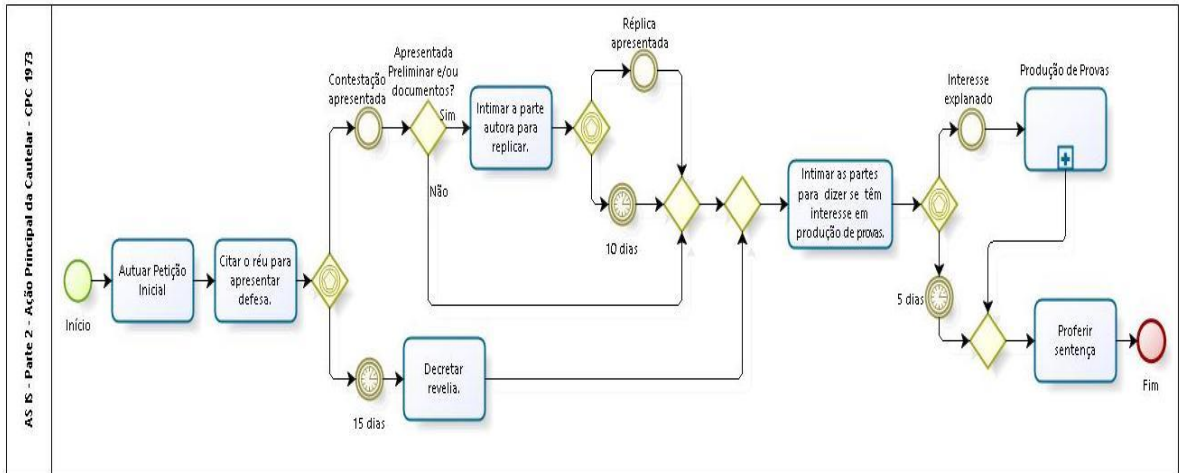 AS IS - Parte 2 - Ação Principal da Cautelar - CPC 1973
Início
Autuar Petição
Inicial
Citar o réu para
apresentar
defesa.
Contestação
apresentada
Apresentada
Preliminar e/ou
documentos?
Sim
Não
Intimar a parte
autora para
replicar.
Réplica
apresentada
10 dias
15 dias
Decretar
revelia.
Intimar as partes
para dizer se têm
interesse em
produção de provas.
Interesse
explanado
Produção de Provas
5 dias
Proferir
sentença
Fim